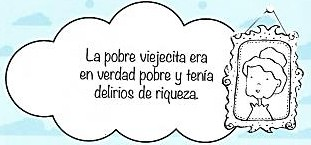 La pobre viejecita era
en verdad pobre y tenía
delirios de riqueza.